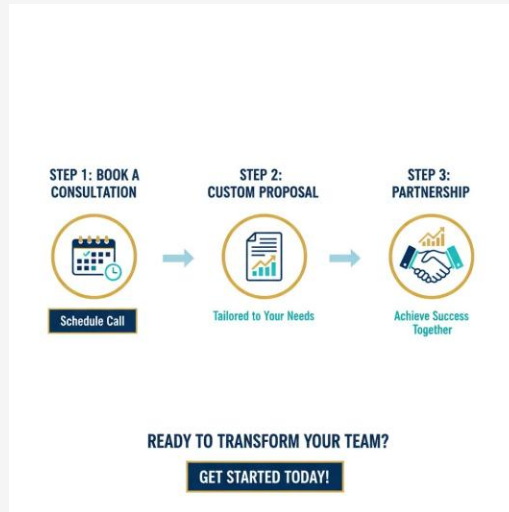 STEP 1: BOOK A
CONSULTATION
Schedule Call
STEP 2:
CUSTOM PROPOSAL
Tailored to Your Needs
STEP 3:
PARTNERSHIP
Achieve Success
Together
READY TO TRANSFORM YOUR TEAM?
GET STARTED TODAY!